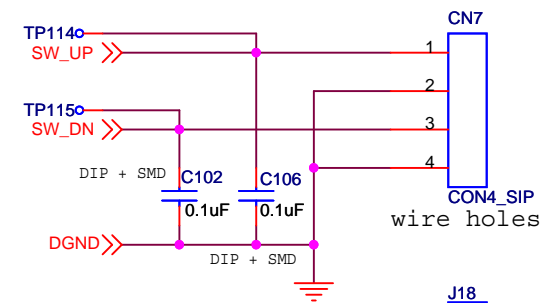 CN7
TP114
SW_UP
1
2
TP115
SW_DN
3
DIP + SMD
C102
C106
4
0.1uF
0.1uF
CON4_SIP
wire holes
DGND
DIP + SMD
J18